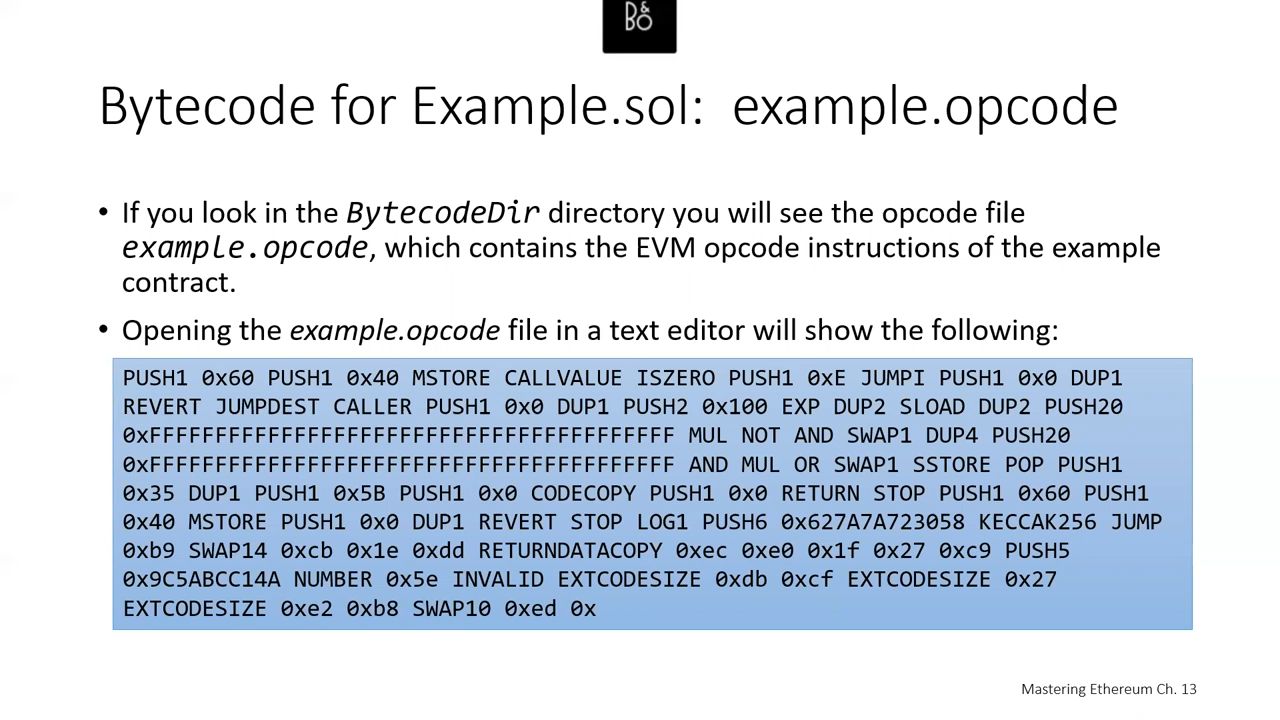 B&O
Bytecode for Example.sol: example.opcode
• If you look in the BytecodeDir directory you will see the opcode file
example.opcode, which contains the EVM opcode instructions of the example
contract.
• Opening the example.opcode file in a text editor will show the following:
PUSH1 0x60 PUSH1 0x40 MSTORE CALLVALUE ISZERO PUSH1 0xE JUMPI PUSH1 0x0 DUP1
REVERT JUMPDEST CALLER PUSH1 0x0 DUP1 PUSH2 0x100 EXP DUP2 SLOAD DUP2 PUSH20
0xFFFFFFFFFFFFFFFFFFFFFFFFFFFFFFFFFFFFFFFF MUL NOT AND SWAP1 DUP4 PUSH20
0xFFFFFFFFFFFFFFFFFFFFFFFFFFFFFFFFFFFFFFFF AND MUL OR SWAP1 SSTORE POP PUSH1
0x35 DUP1 PUSH1 0x5B PUSH1 0x0 CODECOPY PUSH1 0x0 RETURN STOP PUSH1 0x60 PUSH1
0x40 MSTORE PUSH1 0x0 DUP1 REVERT STOP LOG1 PUSH6 0x627A7A723058 KECCAK256 JUMP
0xb9 SWAP14 0xcb 0x1e 0xdd RETURNDATACOPY 0xec 0xe0 0x1f 0x27 0xc9 PUSH5
0x9C5ABCC14A NUMBER 0x5e INVALID EXTCODESIZE 0xdb 0xcf EXTCODESIZE 0x27
EXTCODESIZE 0xe2 0xb8 SWAP10 0xed 0x
Mastering Ethereum Ch. 13